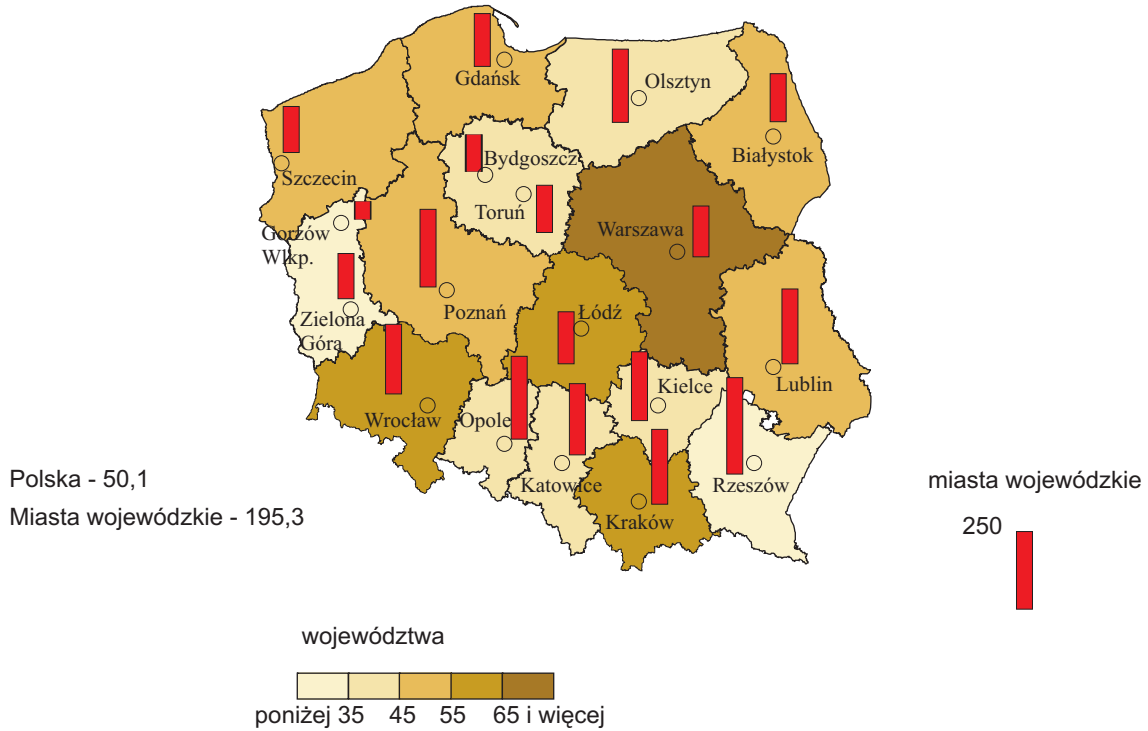 Gdańsk
Olsztyn
Białystok
Szczecin
Bydgoszcz
Toruń
Gorzów
Wlkp.
Warszawa
Zielona
Góra
Poznań
Łódź
Lublin
Wrocław
Opole
Kielce
Katowice
Rzeszów
Kraków
Polska - 50,1
Miasta wojewódzkie - 195,3
miasta wojewódzkie
250
województwa
poniżej 35 45 55 65 i więcej